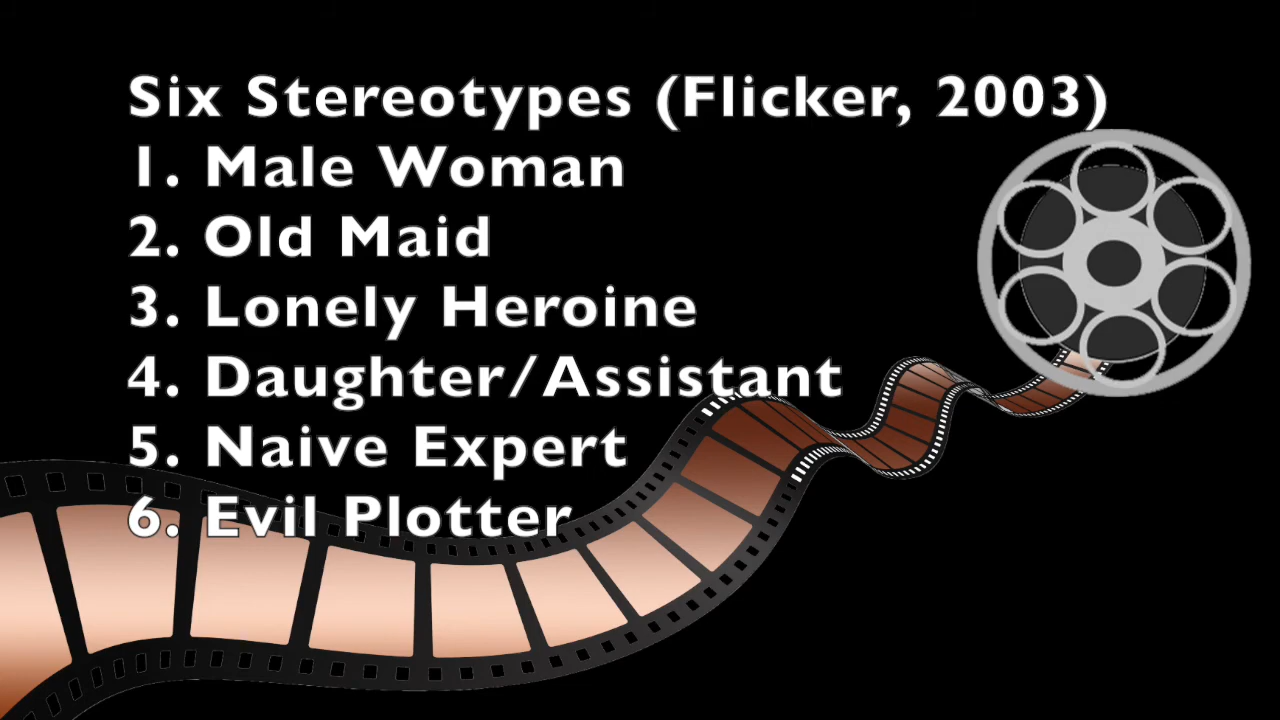 Six Stereotypes (Flicker, 2003)
1. Male Woman
2. Old Maid
3. Lonely Heroine
4. Daughter/Assistant
5. Naive Expert
6. Evil Plotter